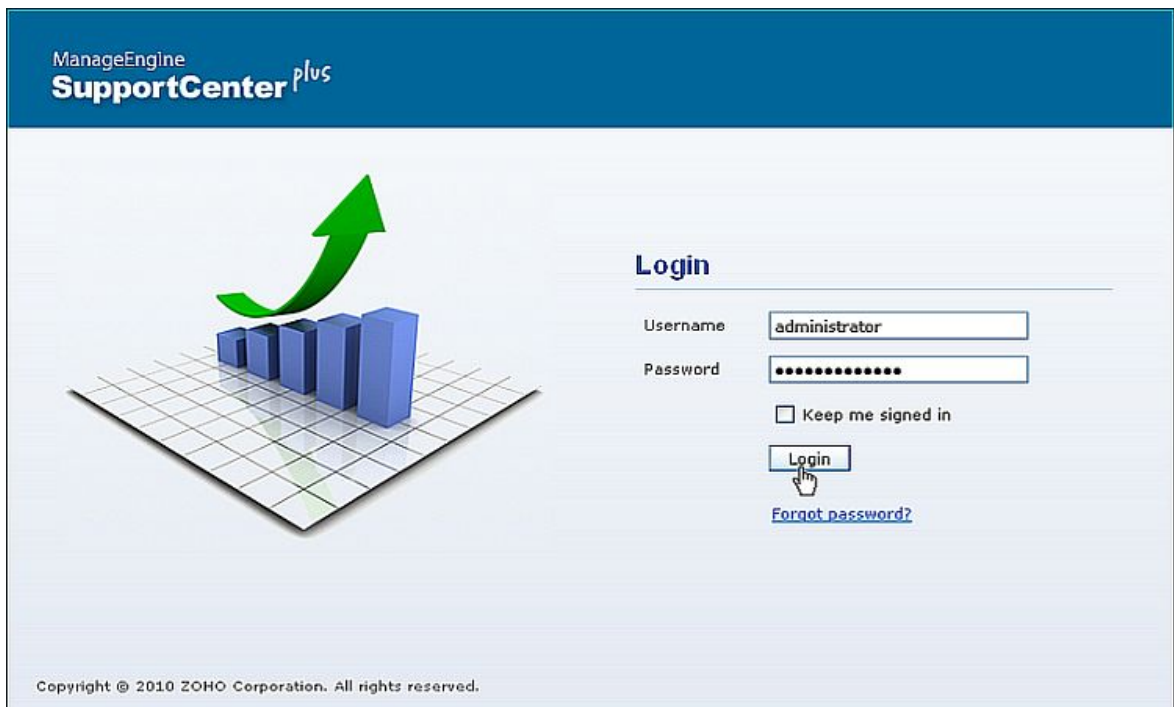 ManageEngine
SupportCenter plus
Login
Username administrator
Password •••••••••••••
Keep me signed in
Login
Forgot password?
Copyright © 2010 ZOHO Corporation. All rights reserved.